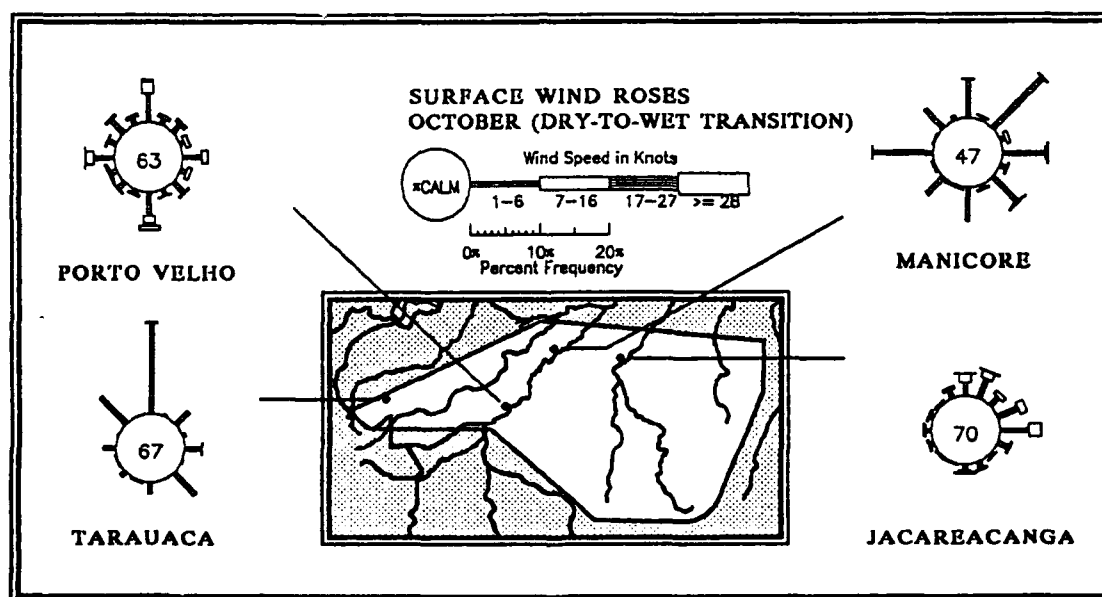 SURFACE WIND ROSES
OCTOBER (DRY-TO-WET TRANSITION)
Wind Speed in Knots
%CALM
1-6 7-16 17-27 >= 28
0% 10% 20%
Percent Frequency
63
PORTO VELHO
47
MANICORE
67
TARAUACA
70
JACAREACANGA